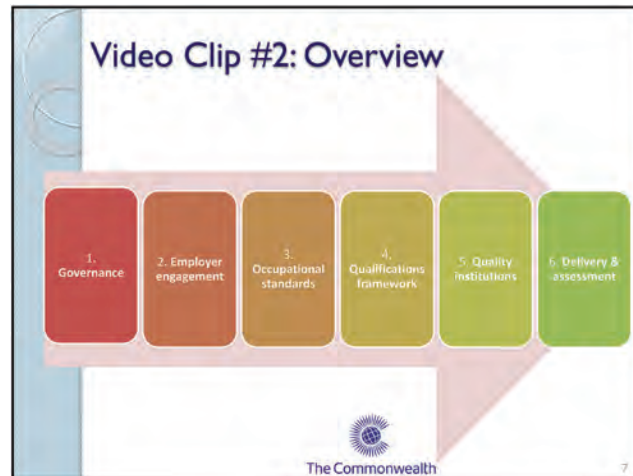 Video Clip #2: Overview
1.
Governance
2. Employer
engagement
3.
Occupational
standards
4.
Qualifications
framework
5. Quality
institutions
6. Delivery &
assessment
The Commonwealth
7